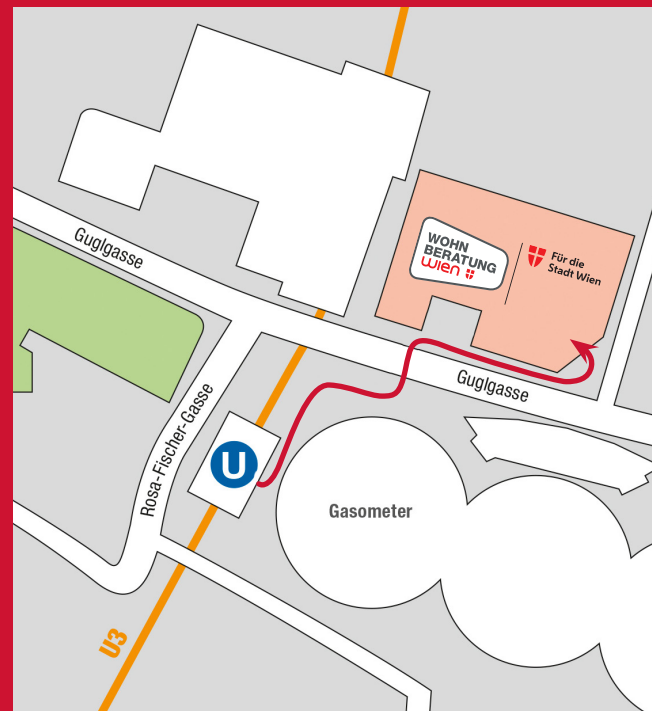 Guglgasse
WOHN
BERATUNG
wien
Für die
Stadt Wien
Guglgasse
Rosa-Fischer-Gasse
U
Gasometer
U3